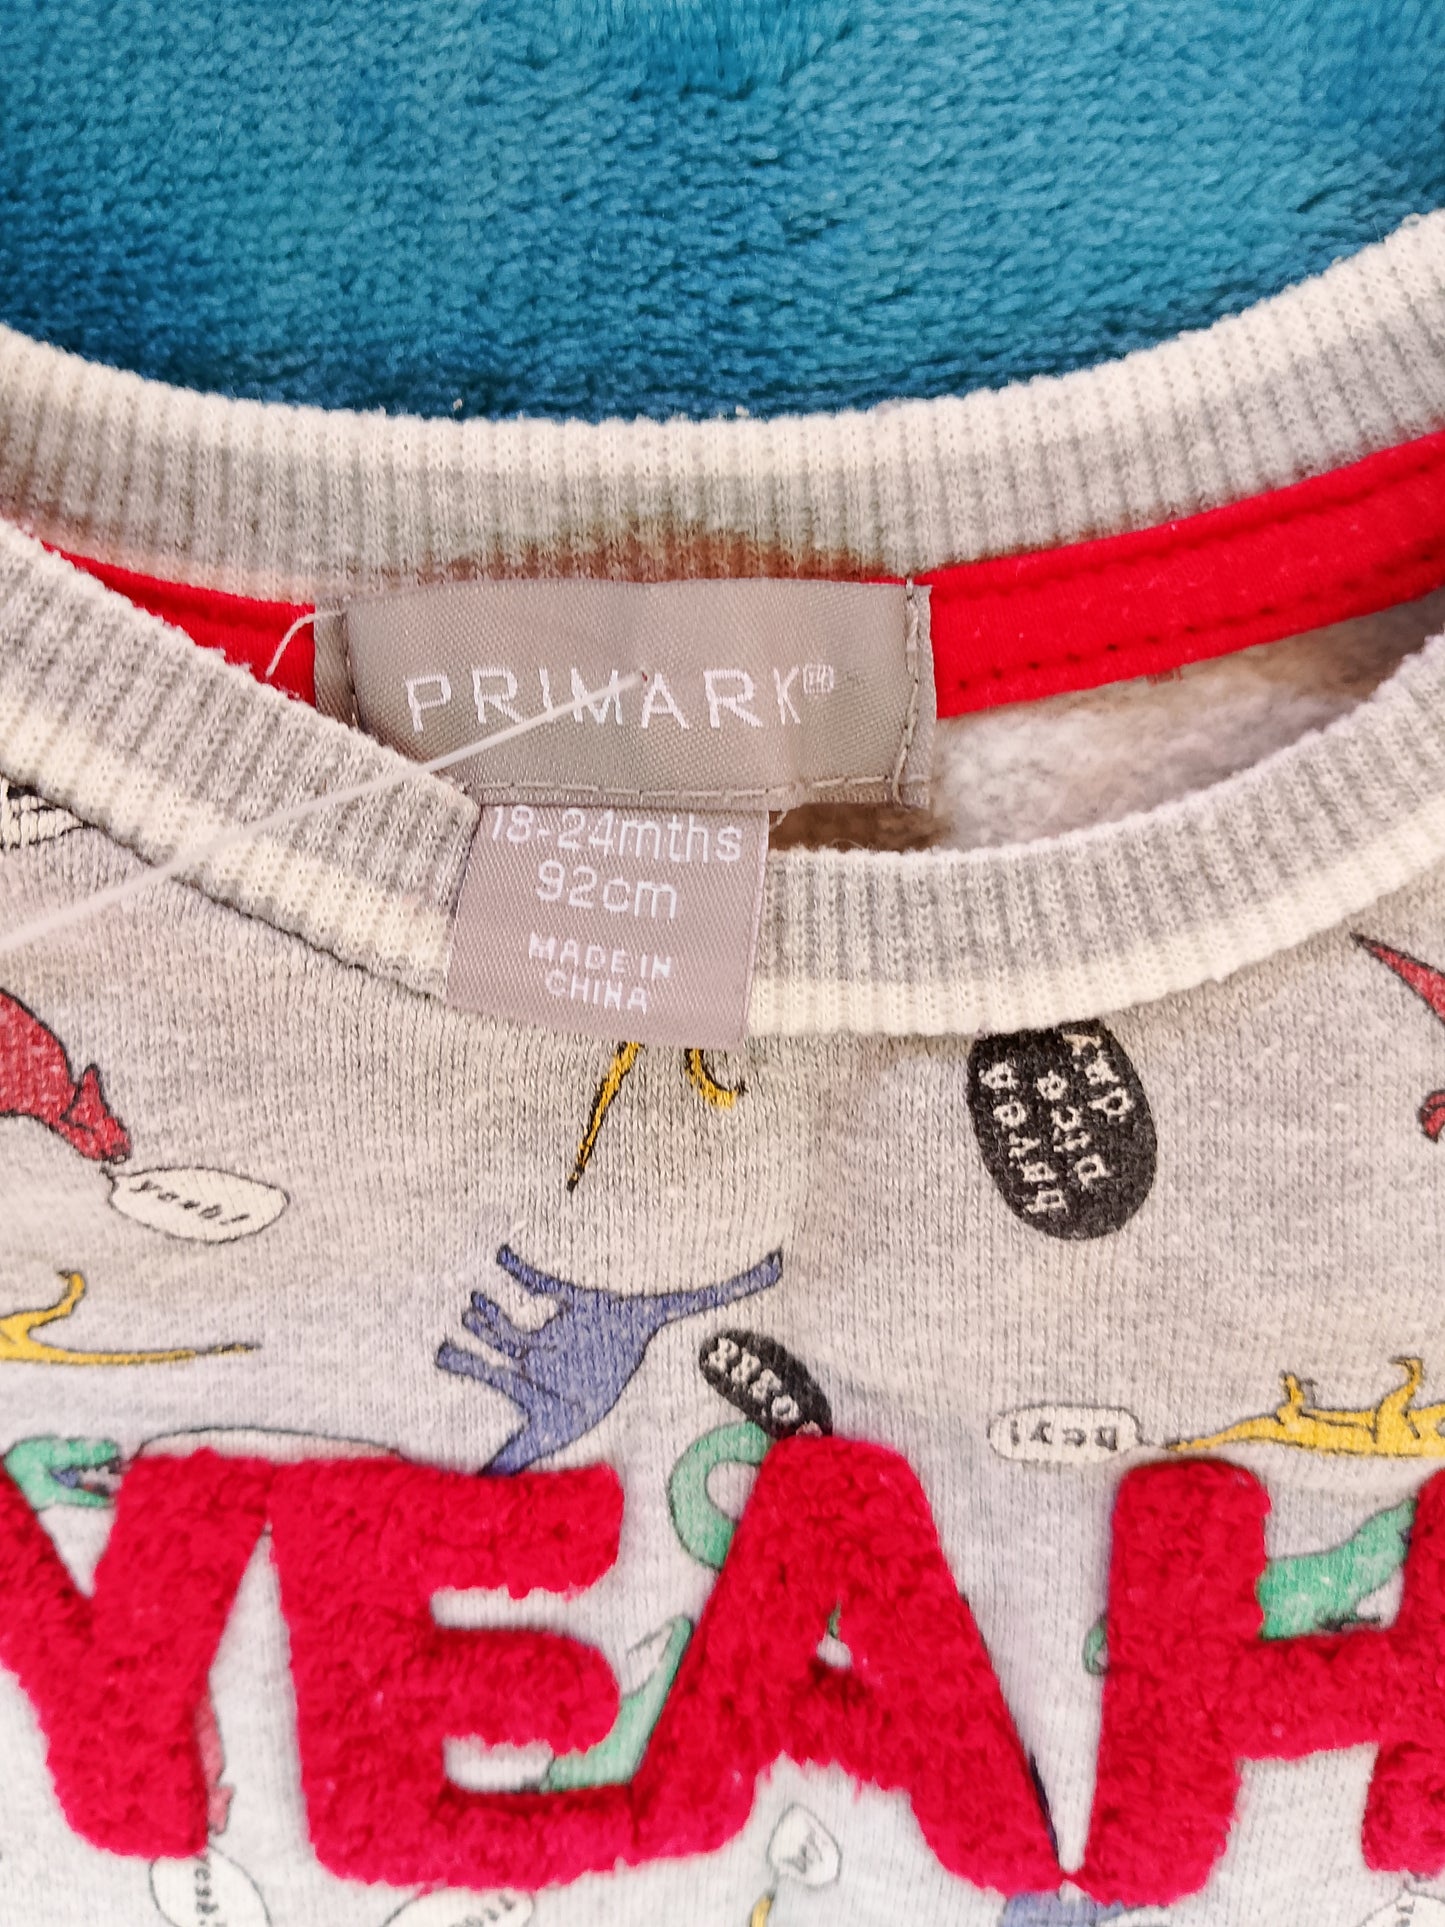 PRIMARK®
18-24mths
92cm
MADE IN
CHINA
have a
nice
day
yeah!
hey!
YEAH